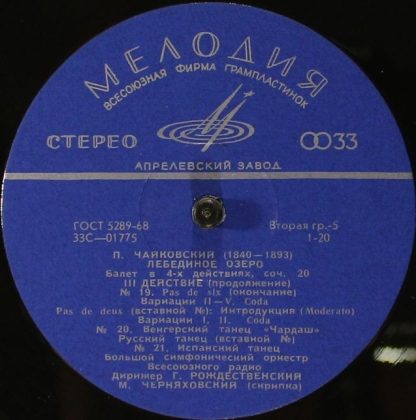 МЕЛОДИЯ
ВСЕСОЮЗНАЯ ФИРМА ГРАМПЛАСТИНОК
СТЕРЕО
33
АПРЕЛЕВСКИЙ ЗАВОД
ГОСТ 5289-68 Вторая гр.-5
33С—01775 1-20
П. ЧАЙКОВСКИЙ (1840—1893)
ЛЕБЕДИНОЕ ОЗЕРО
Балет в 4-х действиях, соч. 20
III ДЕЙСТВИЕ (продолжение)
№ 19. Pas de six (окончание)
Вариации II—V. Coda
Pas de deux (вставной №): Интродукция (Moderato)
Вариации I, II. Coda
№ 20. Венгерский танец «Чардаш»
Русский танец (вставной №)
№ 21. Испанский танец
Большой симфонический оркестр
Всесоюзного радио
Дирижер Г. РОЖДЕСТВЕНСКИЙ
М. ЧЕРНЯХОВСКИЙ (скрипка)